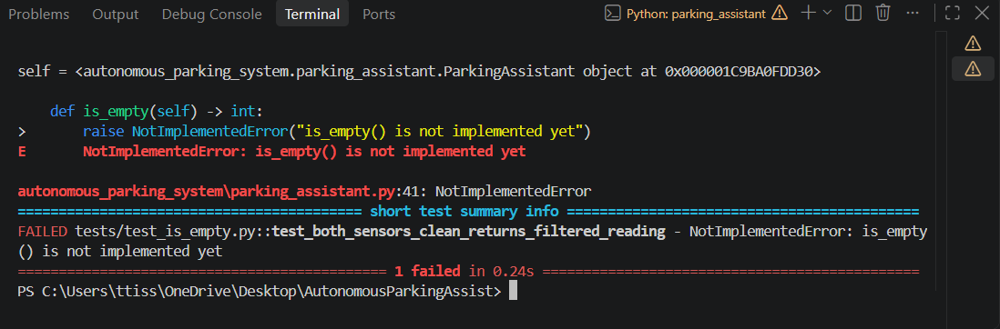 Problems Output Debug Console Terminal Ports Python: parking_assistant
self = <autonomous_parking_system.parking_assistant.ParkingAssistant object at 0x000001C9BA0FDD30>
    def is_empty(self) -> int:
>       raise NotImplementedError("is_empty() is not implemented yet")
E       NotImplementedError: is_empty() is not implemented yet
autonomous_parking_system\parking_assistant.py:41: NotImplementedError
========================================== short test summary info ===========================================
FAILED tests/test_is_empty.py::test_both_sensors_clean_returns_filtered_reading - NotImplementedError: is_empty
() is not implemented yet
============================================= 1 failed in 0.24s ==============================================
PS C:\Users\ttiss\OneDrive\Desktop\AutonomousParkingAssist>